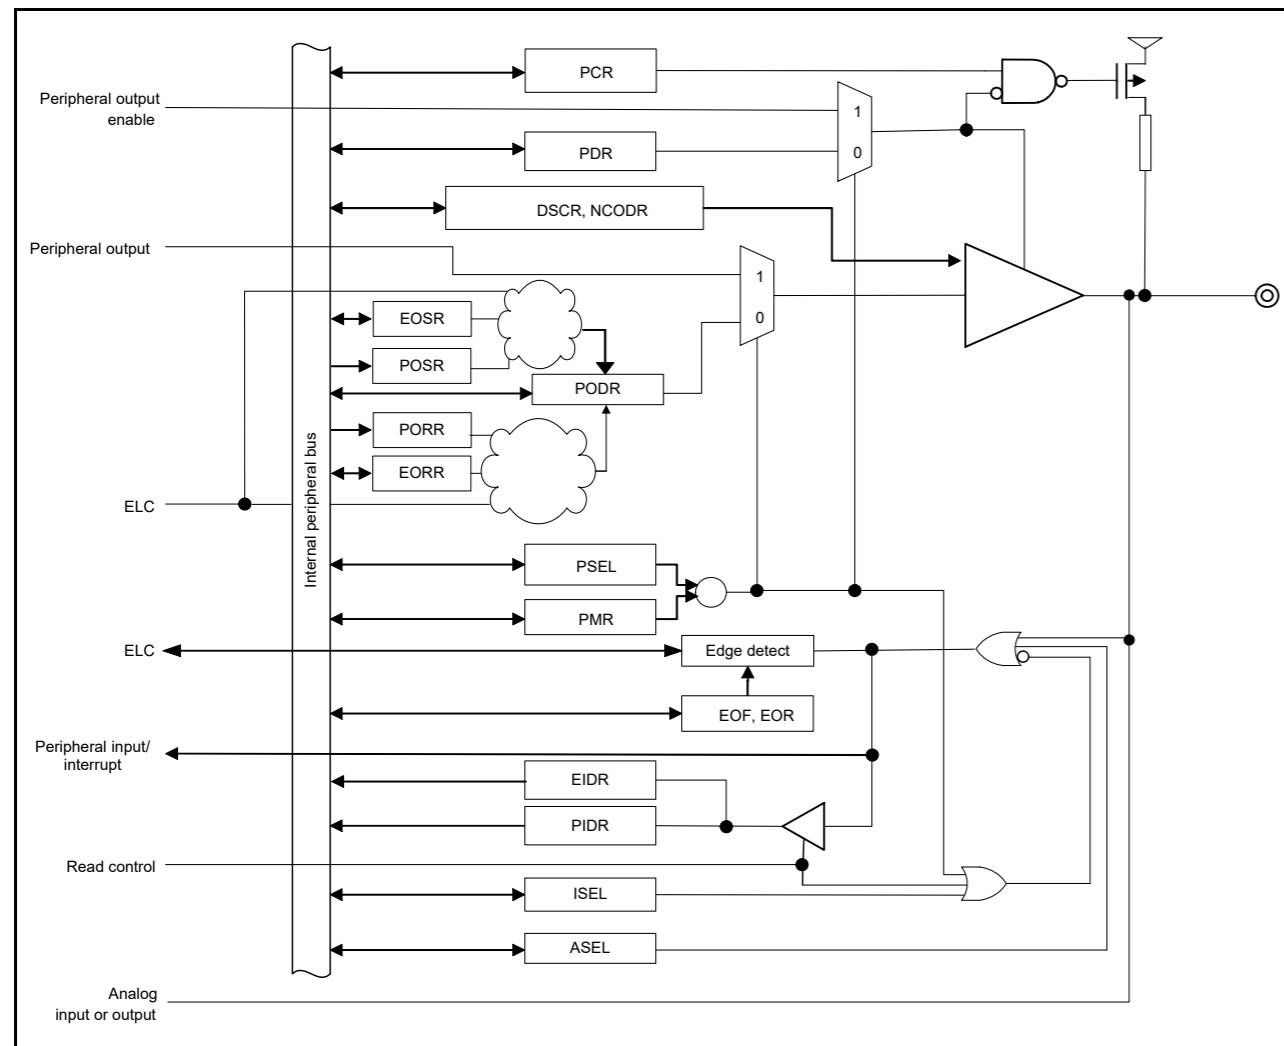 PCR
Peripheral output
enable
1
PDR
0
DSCR, NCODR
Peripheral output
1
EOSR
0
POSR
PODR
PORR
EORR
ELC
Internal peripheral bus
PSEL
PMR
ELC
Edge detect
EOF, EOR
Peripheral input/
interrupt
EIDR
PIDR
Read control
ISEL
ASEL
Analog
input or output